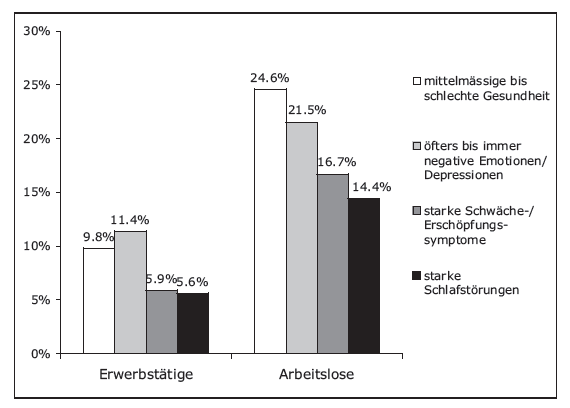 30%
25%
20%
15%
10%
5%
0%
9.8%
11.4%
5.9%
5.6%
24.6%
21.5%
16.7%
14.4%
Erwerbstätige
Arbeitslose
mittelmässige bis
schlechte Gesundheit
öfters bis immer
negative Emotionen/
Depressionen
starke Schwäche-/
Erschöpfungs-
symptome
starke
Schlafstörungen